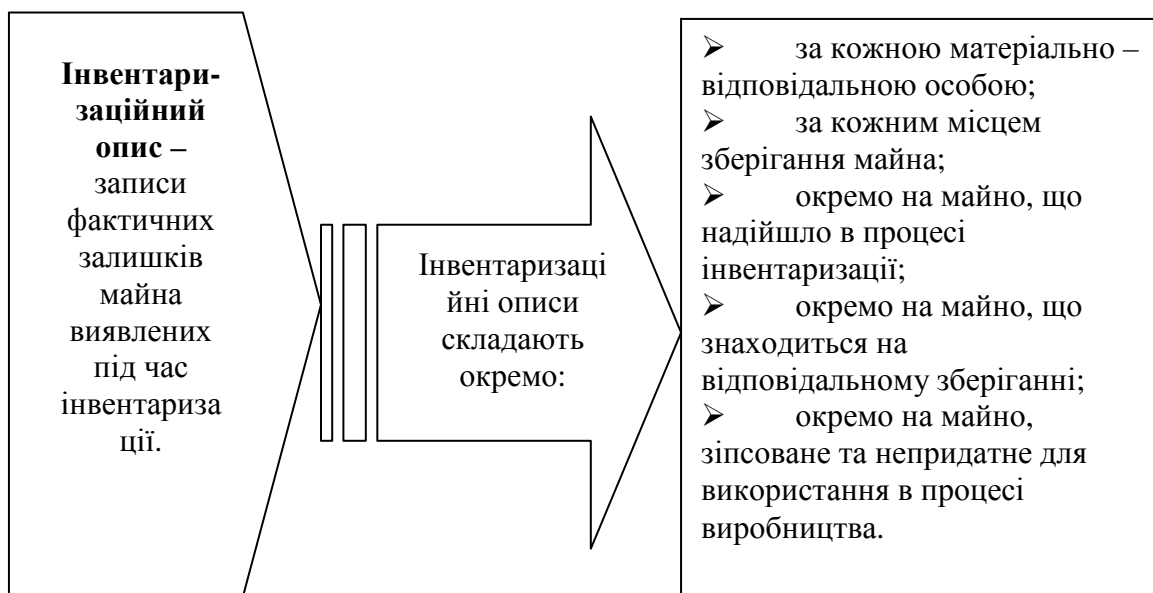 Інвентари-
заційний
опис –
записи
фактичних
залишків
майна
виявлених
під час
інвентариза
ції.
Інвентаризаці
йні описи
складають
окремо:
➢ за кожною матеріально –
відповідальною особою;
➢ за кожним місцем
зберігання майна;
➢ окремо на майно, що
надійшло в процесі
інвентаризації;
➢ окремо на майно, що
знаходиться на
відповідальному зберіганні;
➢ окремо на майно,
зіпсоване та непридатне для
використання в процесі
виробництва.